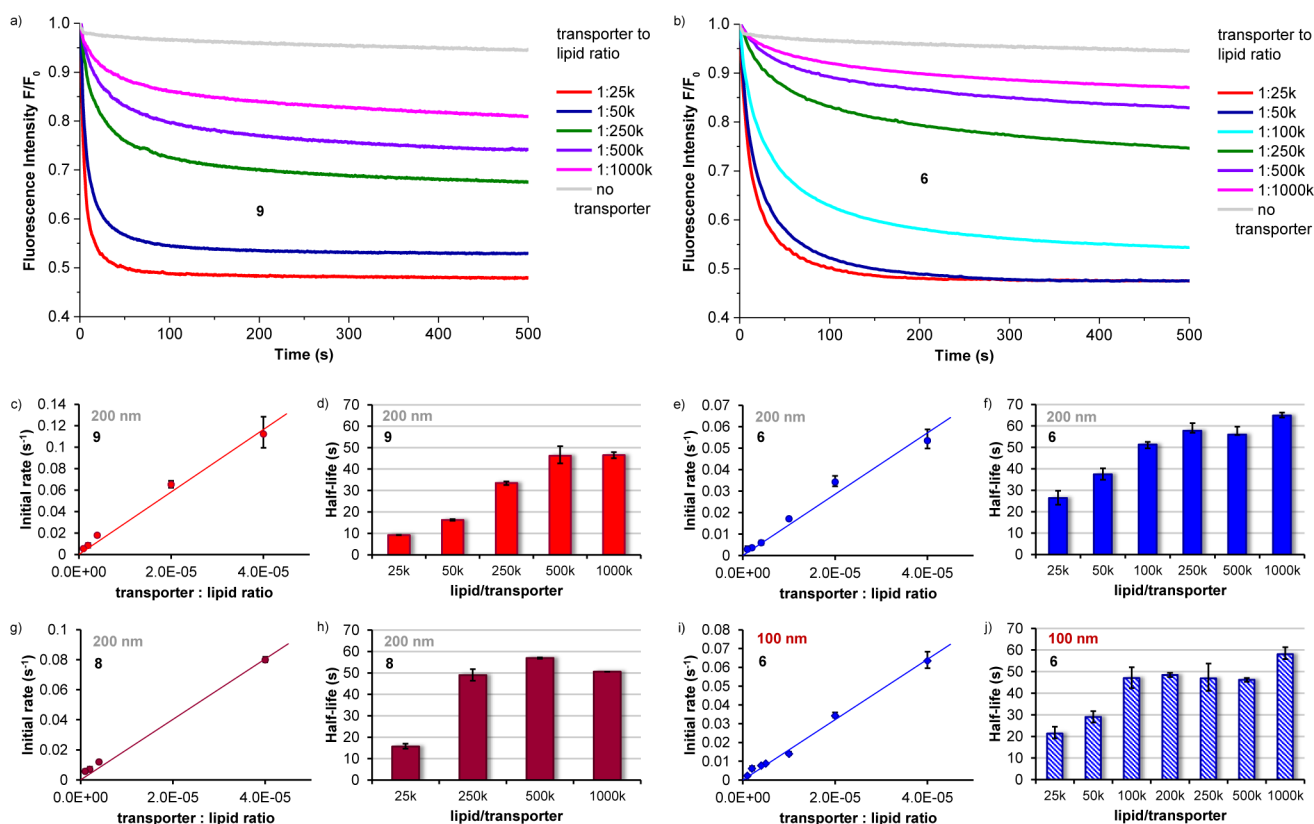 a)
Fluorescence Intensity F/F0
1.0
0.9
0.8
0.7
0.6
0.5
0.4
0
100
200
300
400
500
Time (s)
9
transporter to
lipid ratio
1:25k
1:50k
1:250k
1:500k
1:1000k
no
transporter
b)
Fluorescence Intensity F/F0
1.0
0.9
0.8
0.7
0.6
0.5
0.4
0
100
200
300
400
500
Time (s)
6
transporter to
lipid ratio
1:25k
1:50k
1:100k
1:250k
1:500k
1:1000k
no
transporter
c)
200 nm
9
Initial rate (s⁻¹)
0.14
0.12
0.1
0.08
0.06
0.04
0.02
0
0.0E+00
2.0E-05
4.0E-05
transporter : lipid ratio
d)
200 nm
9
Half-life (s)
70
60
50
40
30
20
10
0
25k
50k
250k
500k
1000k
lipid/transporter
e)
200 nm
6
Initial rate (s⁻¹)
0.07
0.06
0.05
0.04
0.03
0.02
0.01
0
0.0E+00
2.0E-05
4.0E-05
transporter : lipid ratio
f)
200 nm
6
Half-life (s)
70
60
50
40
30
20
10
0
25k
50k
100k
250k
500k
1000k
lipid/transporter
g)
200 nm
8
Initial rate (s⁻¹)
0.1
0.08
0.06
0.04
0.02
0
0.0E+00
2.0E-05
4.0E-05
transporter : lipid ratio
h)
200 nm
8
Half-life (s)
70
60
50
40
30
20
10
0
25k
250k
500k
1000k
lipid/transporter
i)
100 nm
6
Initial rate (s⁻¹)
0.08
0.07
0.06
0.05
0.04
0.03
0.02
0.01
0
0.0E+00
2.0E-05
4.0E-05
transporter : lipid ratio
j)
100 nm
6
Half-life (s)
70
60
50
40
30
20
10
0
25k
50k
100k
200k
250k
500k
1000k
lipid/transporter